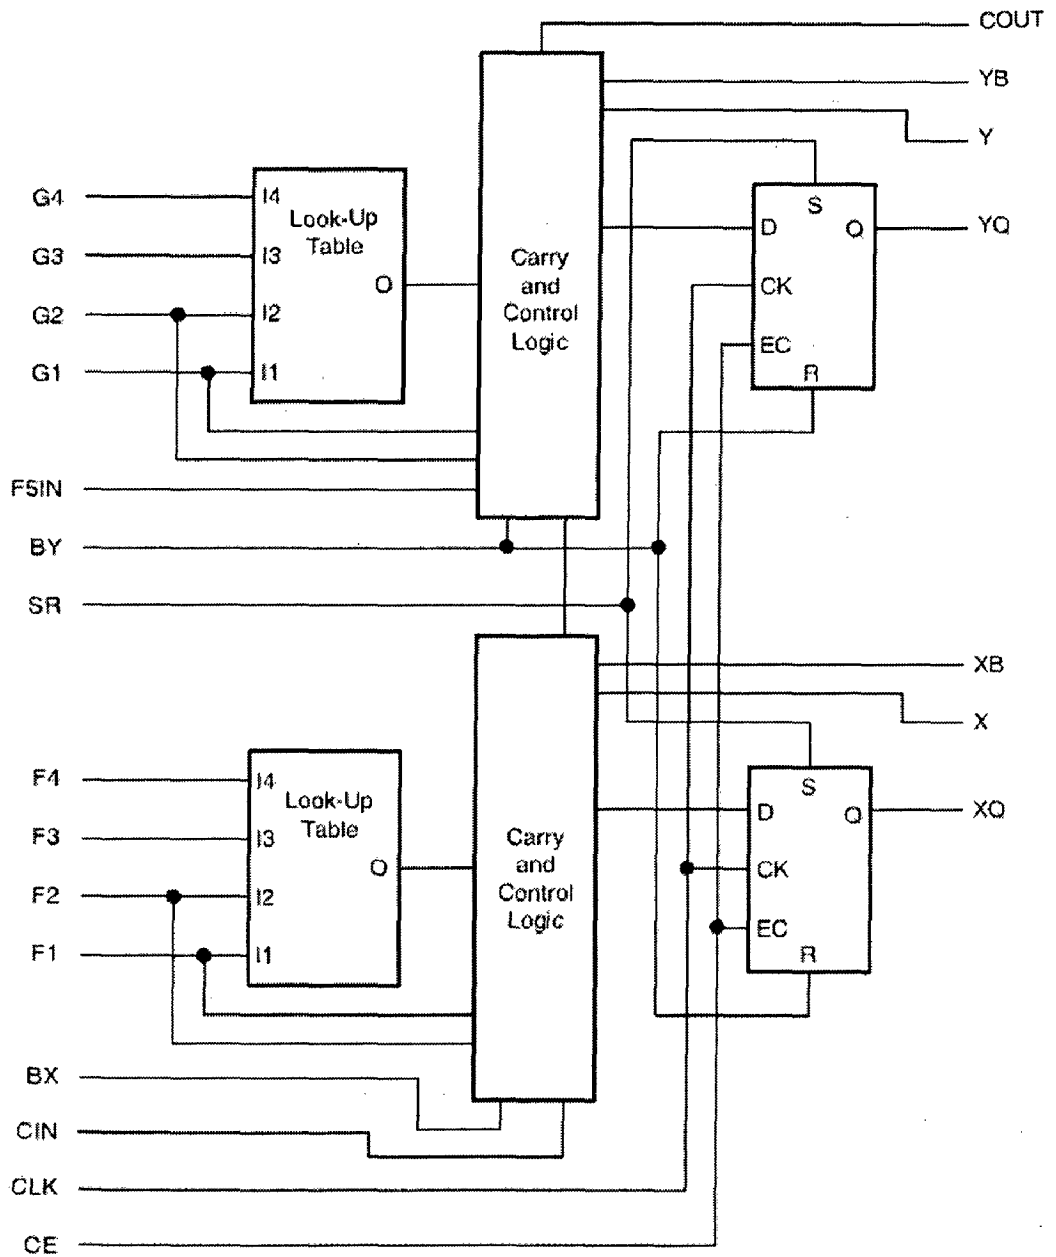 COUT
YB
Y
G4
G3
G2
G1
I4
I3
I2
I1
Look-Up
Table
O
Carry
and
Control
Logic
S
D
Q
CK
EC
R
YQ
F5IN
BY
SR
XB
X
F4
F3
F2
F1
I4
I3
I2
I1
Look-Up
Table
O
Carry
and
Control
Logic
S
D
Q
CK
EC
R
XQ
BX
CIN
CLK
CE